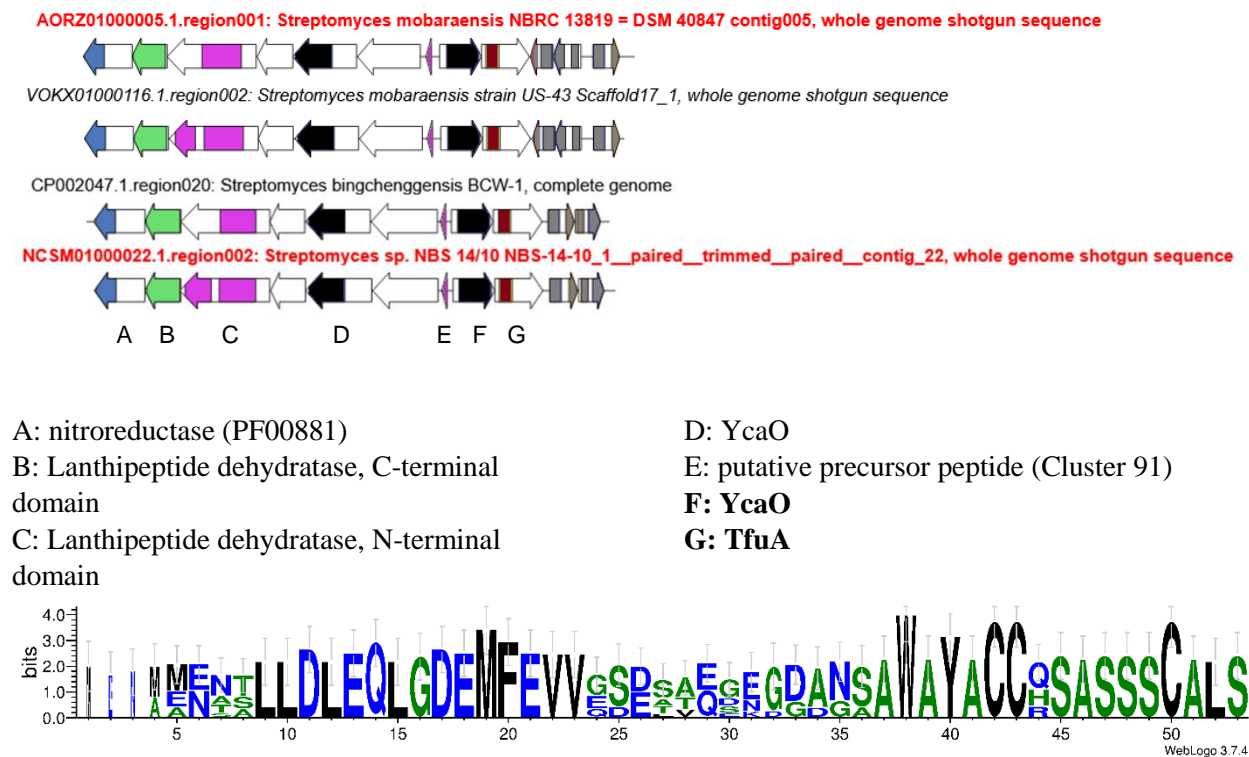 AORZ01000005.1.region001: Streptomyces mobaraensis NBRC 13819 = DSM 40847 contig005, whole genome shotgun sequence
VOKX01000116.1.region002: Streptomyces mobaraensis strain US-43 Scaffold17_1, whole genome shotgun sequence
CP002047.1.region020: Streptomyces bingchenggensis BCW-1, complete genome
NCSM01000022.1.region002: Streptomyces sp. NBS 14/10 NBS-14-10_1__paired__trimmed__paired__contig_22, whole genome shotgun sequence
A B C D E F G
A: nitroreductase (PF00881)
B: Lanthipeptide dehydratase, C-terminal
domain
C: Lanthipeptide dehydratase, N-terminal
domain
D: YcaO
E: putative precursor peptide (Cluster 91)
F: YcaO
G: TfuA
bits
4.0
3.0
2.0
1.0
0.0
LLDLEQLGDEMFEVV
AWAYACC
SASSSCALS
5 10 15 20 25 30 35 40 45 50
WebLogo 3.7.4